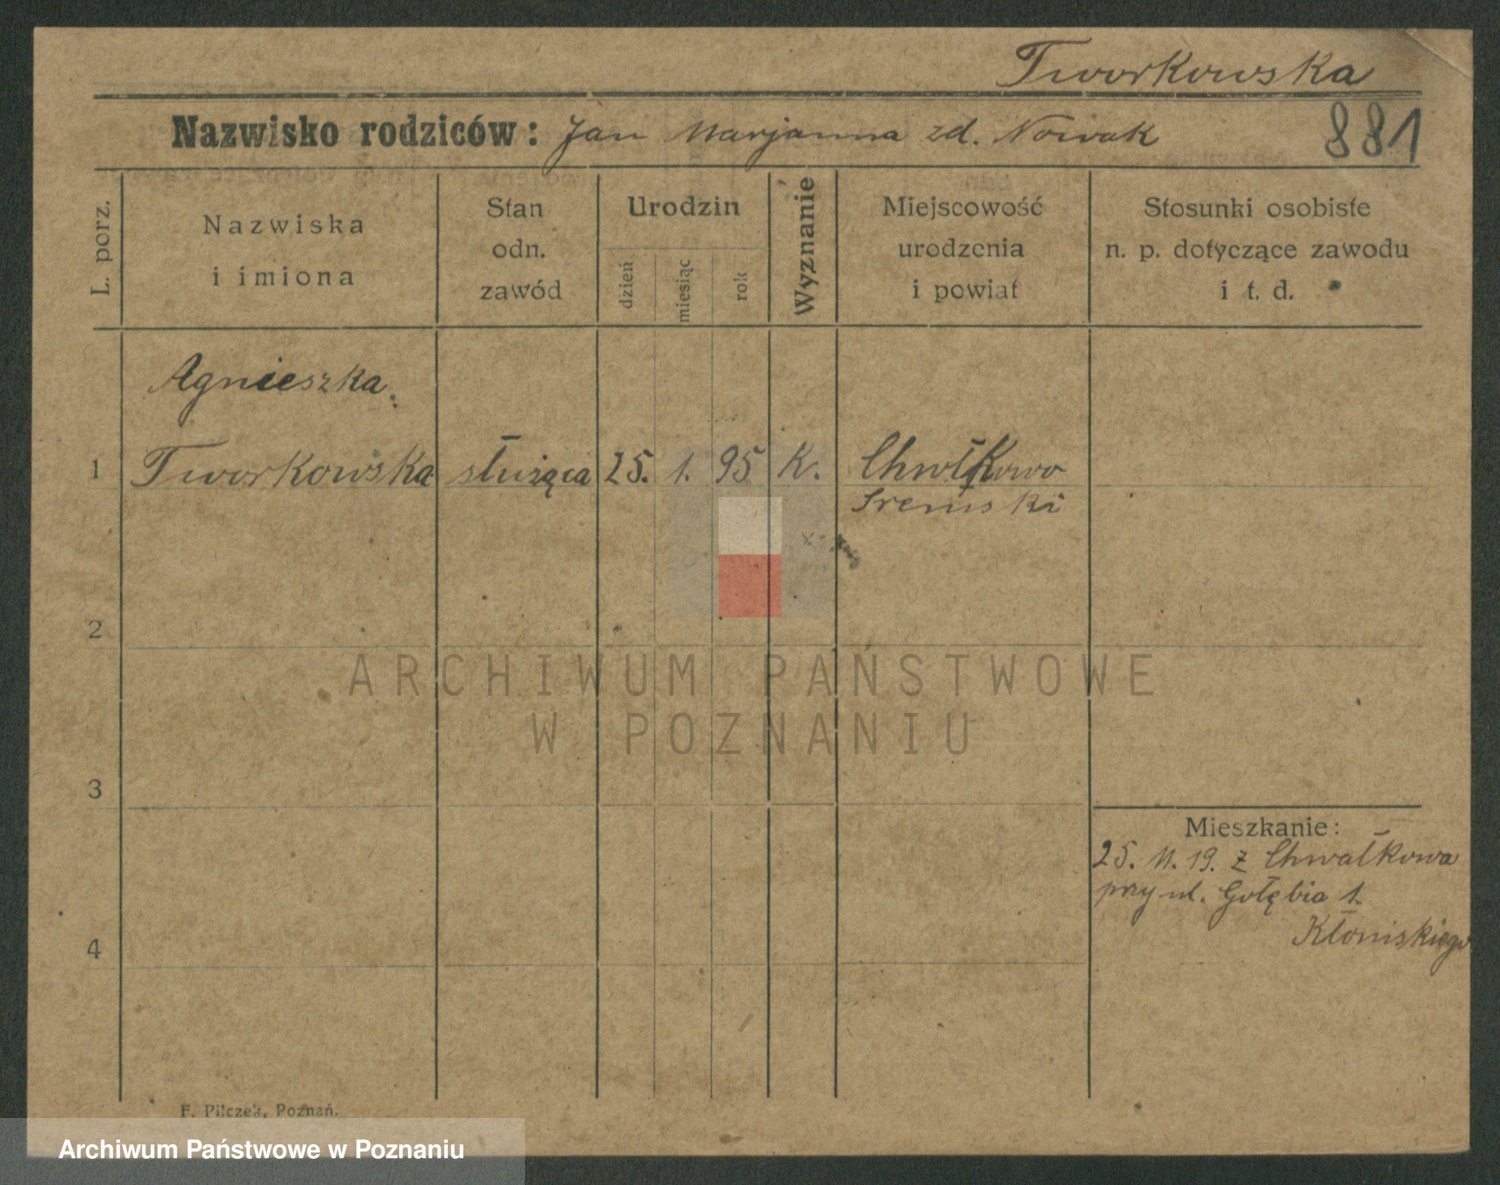 Tworkowska
Nazwisko rodziców: Jan Marjanna zd. Nowak 881
L. porz.
Nazwiska
i imiona
Stan
odn.
zawód
Urodzin
dzień
miesiąc
rok
Wyznanie
Miejscowość
urodzenia
i powiat
Stosunki osobiste
n. p. dotyczące zawodu
i t. d.
Agnieszka
1 Tworkowska służąca 25. 1. 95 K. Chwałkowo
Śremski
2
ARCHIWUM PAŃSTWOWE
W POZNANIU
3
Mieszkanie:
25. 11. 19. z Chwałkowa
przy ul. Gołębia 1.
4
F. Pilczek, Poznań.
Archiwum Państwowe w Poznaniu